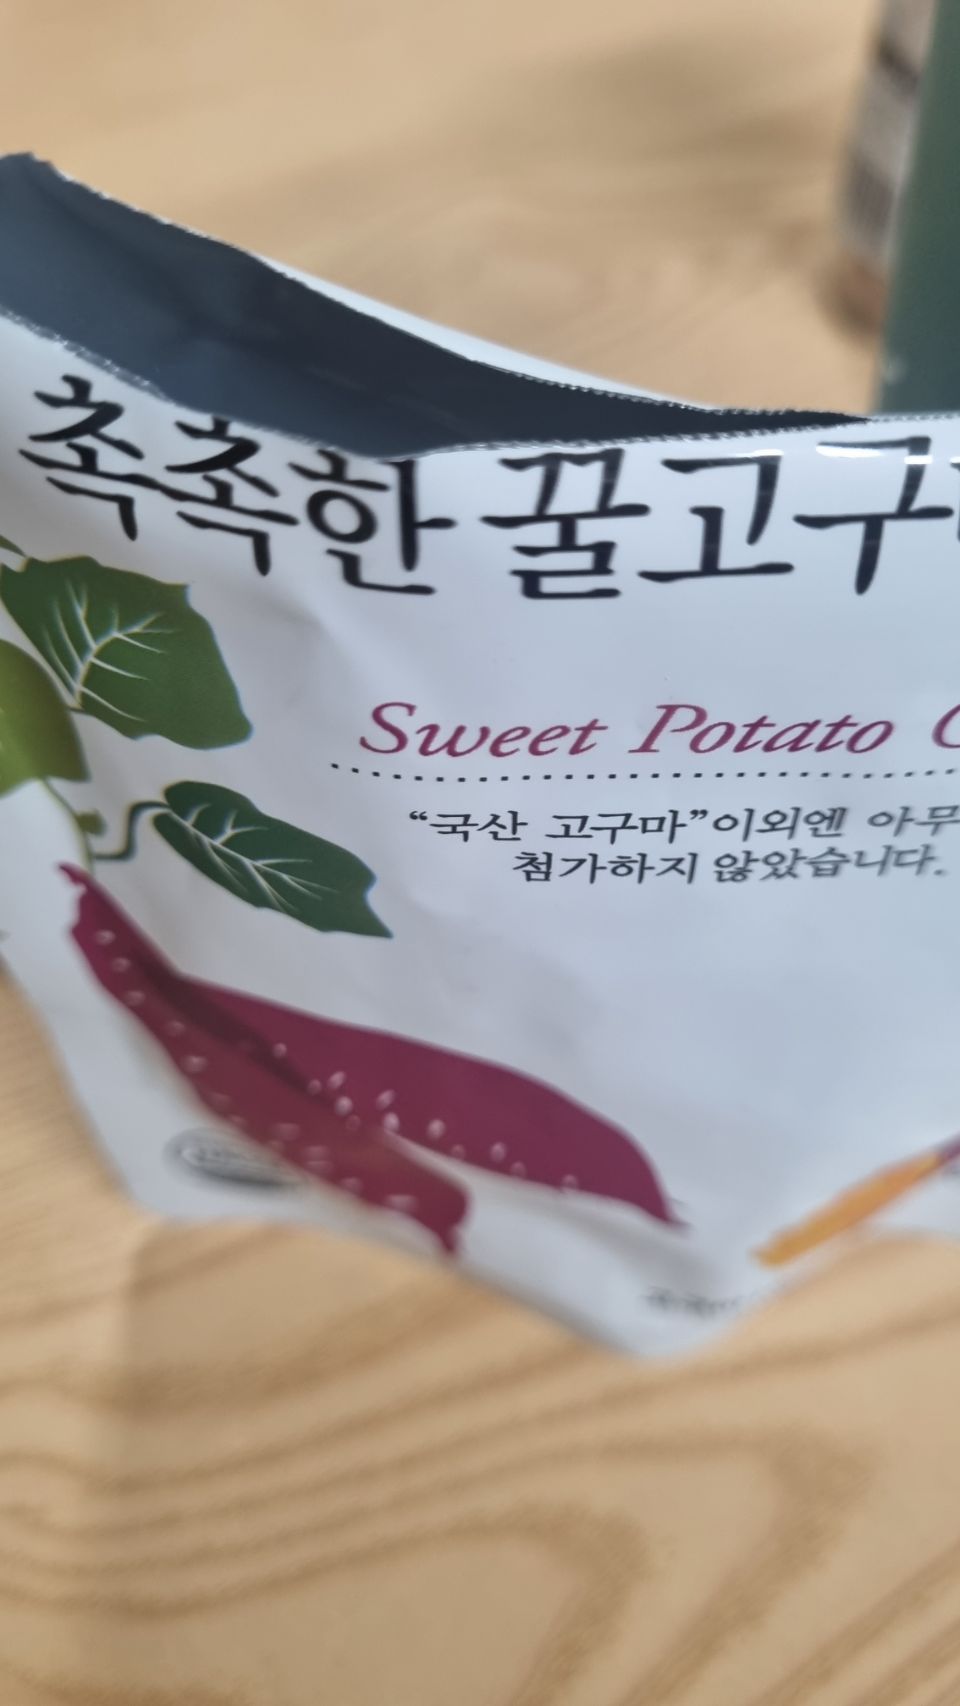 촉촉한 꿀고구
Sweet Potato
“국산 고구마”이외엔 아무
첨가하지 않았습니다.